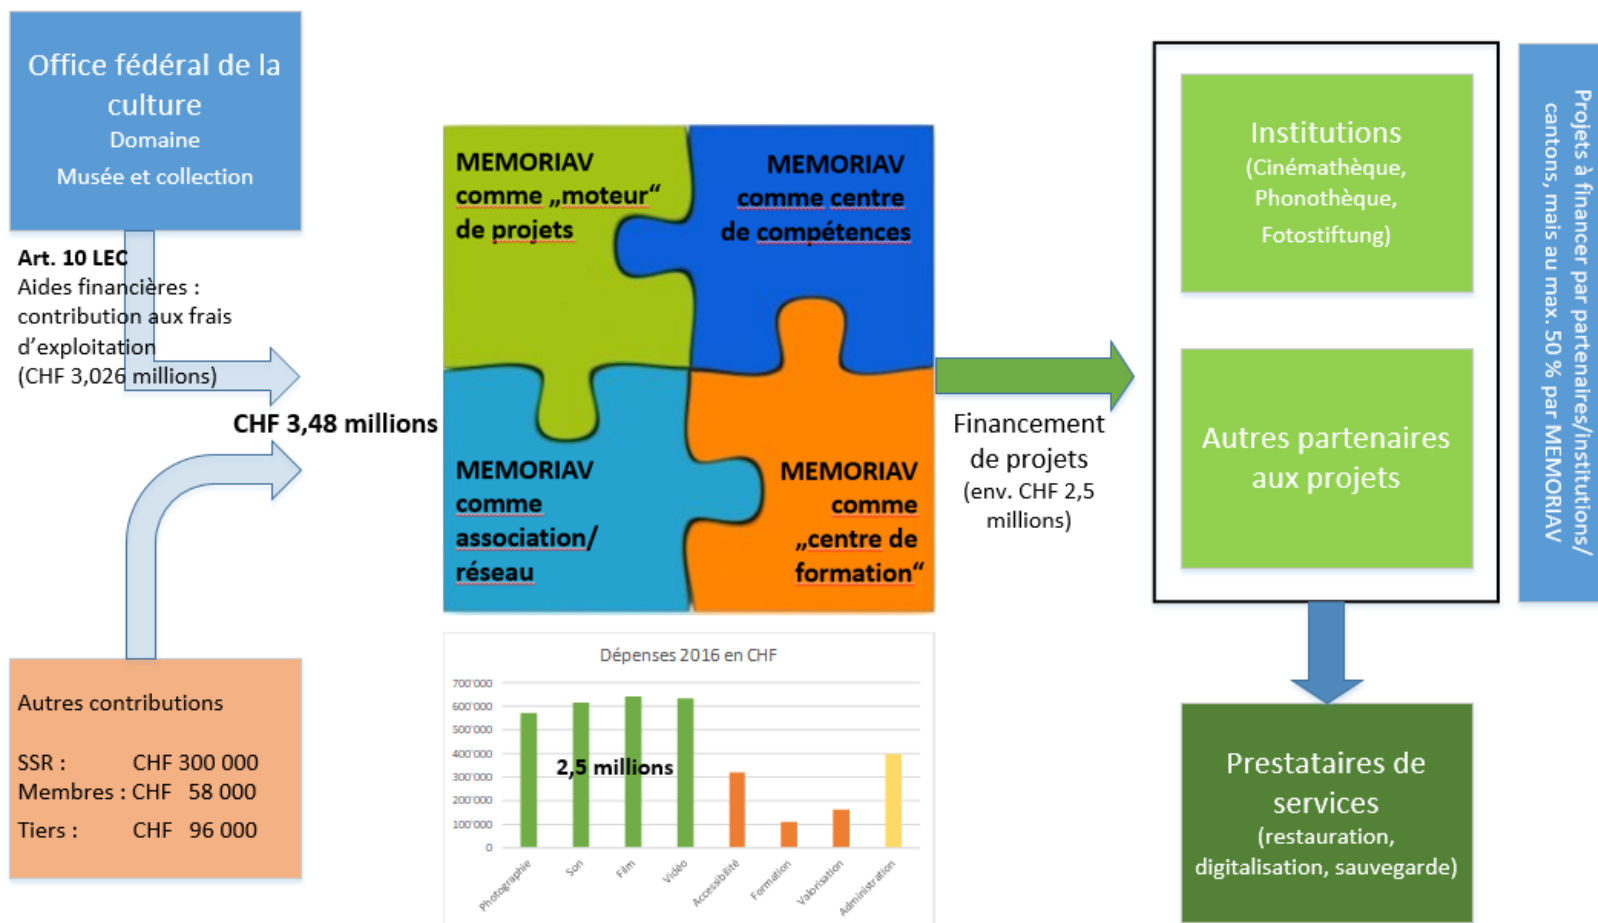 Office fédéral de la
culture
Domaine
Musée et collection
Art. 10 LEC
Aides financières :
contribution aux frais
d’exploitation
(CHF 3,026 millions)
CHF 3,48 millions
Autres contributions
SSR : CHF 300 000
Membres : CHF 58 000
Tiers : CHF 96 000
MEMORIAV
comme „moteur“
de projets
MEMORIAV
comme centre
de compétences
MEMORIAV
comme
association/
réseau
MEMORIAV
comme
„centre de
formation“
Dépenses 2016 en CHF
700'000
600'000
500'000
400'000
300'000
200'000
100'000
0
2,5 millions
Photographie
Son
Film
Vidéo
Accessibilité
Formation
Valorisation
Administration
Financement
de projets
(env. CHF 2,5
millions)
Institutions
(Cinémathèque,
Phonothèque,
Fotostiftung)
Autres partenaires
aux projets
Projets à financer par partenaires/institutions/
cantons, mais au max. 50 % par MEMORIAV
Prestataires de
services
(restauration,
digitalisation, sauvegarde)